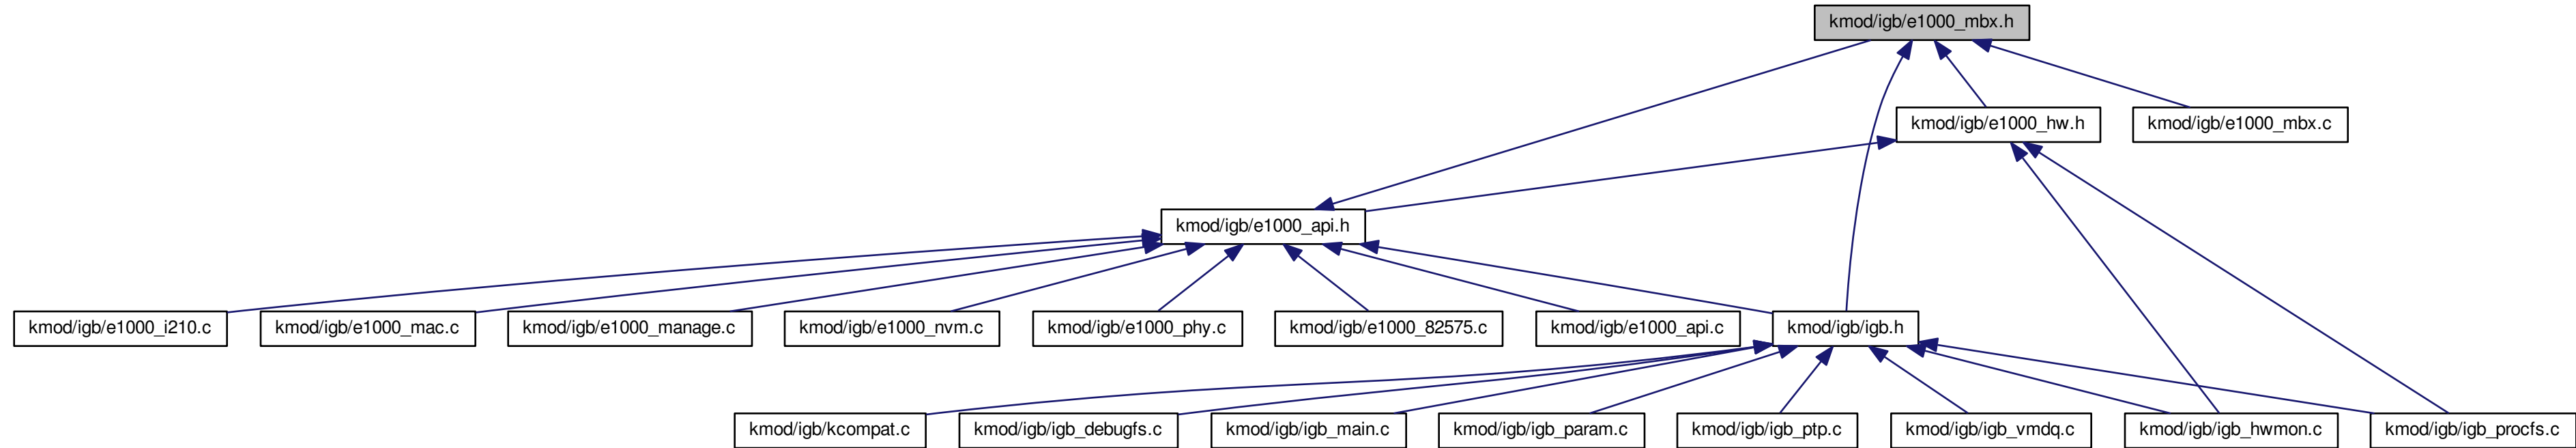 kmod/igb/e1000_mbx.h
kmod/igb/e1000_hw.h
kmod/igb/e1000_mbx.c
kmod/igb/e1000_api.h
kmod/igb/e1000_i210.c
kmod/igb/e1000_mac.c
kmod/igb/e1000_manage.c
kmod/igb/e1000_nvm.c
kmod/igb/e1000_phy.c
kmod/igb/e1000_82575.c
kmod/igb/e1000_api.c
kmod/igb/igb.h
kmod/igb/kcompat.c
kmod/igb/igb_debugfs.c
kmod/igb/igb_main.c
kmod/igb/igb_param.c
kmod/igb/igb_ptp.c
kmod/igb/igb_vmdq.c
kmod/igb/igb_hwmon.c
kmod/igb/igb_procfs.c